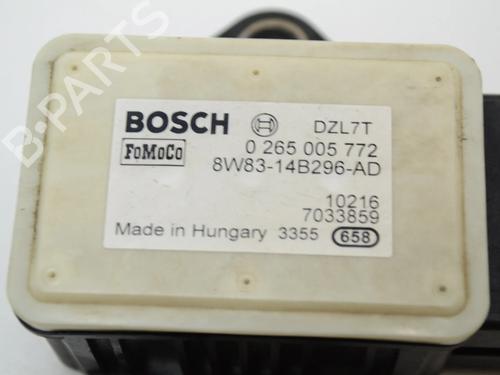 BOSCH DZL7T
FoMoCo 0 265 005 772
8W83-14B296-AD
10216
7033859
Made in Hungary 3355 658
B-PARTS